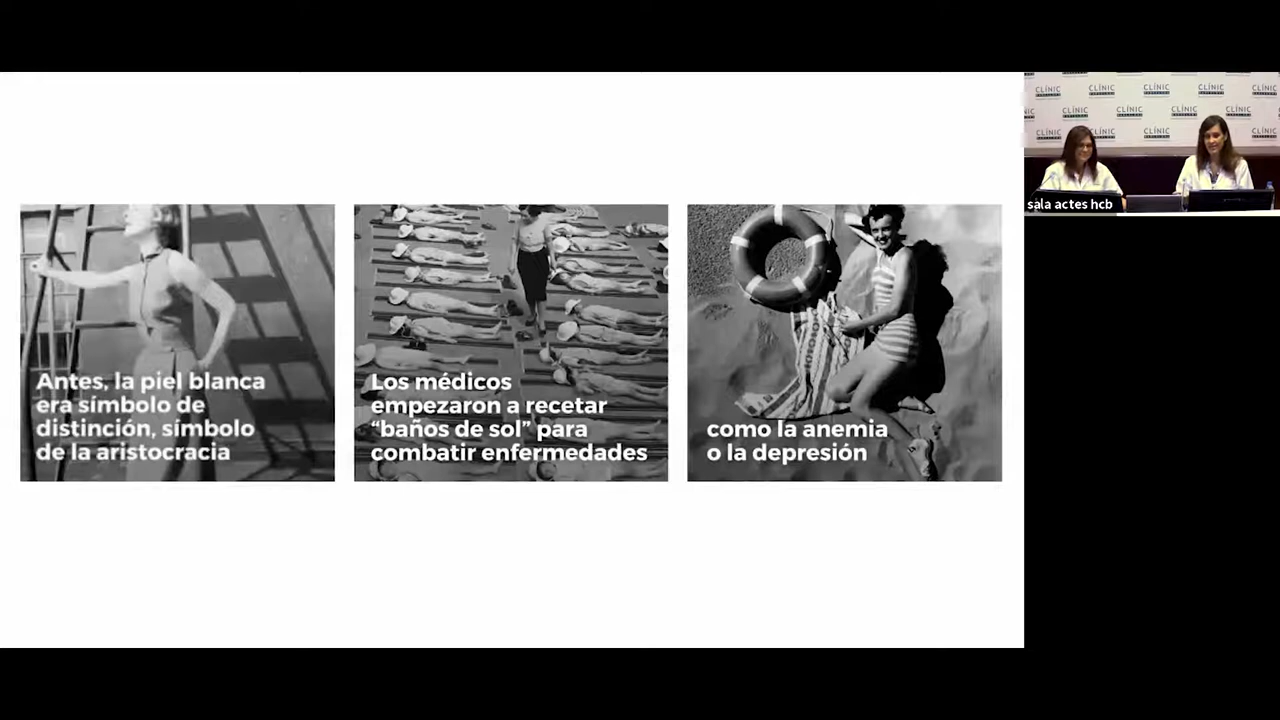 Antes, la piel blanca
era símbolo de
distinción, símbolo
de la aristocracia
Los médicos
empezaron a recetar
“baños de sol” para
combatir enfermedades
como la anemia
o la depresión
CLÍNIC
BARCELONA
sala actes hcb